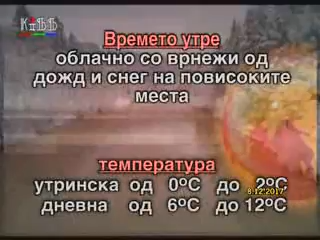 Времето утре
облачно со врнежи од
дожд и снег на повисоките
места
температура
утринска од 0ºC до 2ºC
8.12.2017
дневна од 6ºC до 12ºC